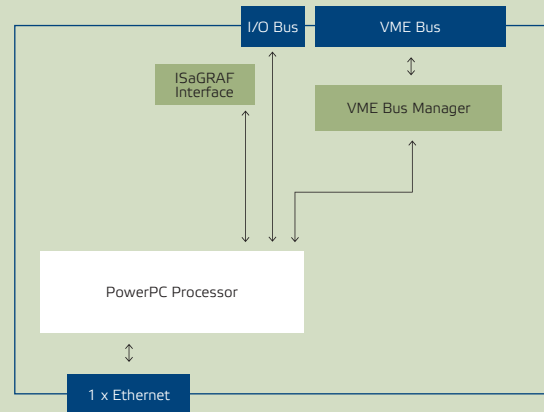 I/O Bus
VME Bus
ISaGRAF
Interface
VME Bus Manager
PowerPC Processor
1 x Ethernet